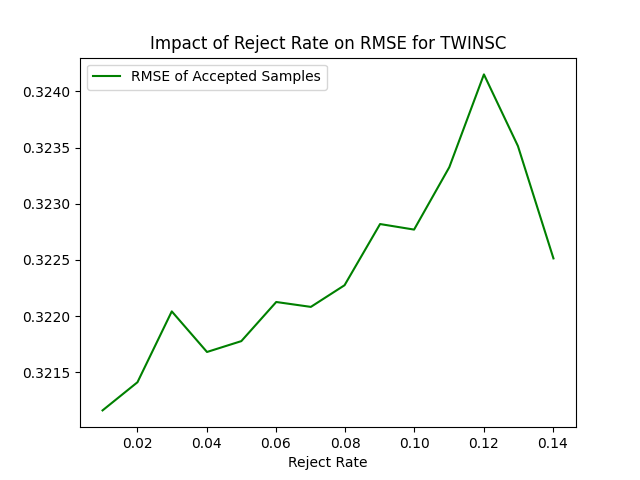 Impact of Reject Rate on RMSE for TWINSC
RMSE of Accepted Samples
0.3240
0.3235
0.3230
0.3225
0.3220
0.3215
0.02 0.04 0.06 0.08 0.10 0.12 0.14
Reject Rate